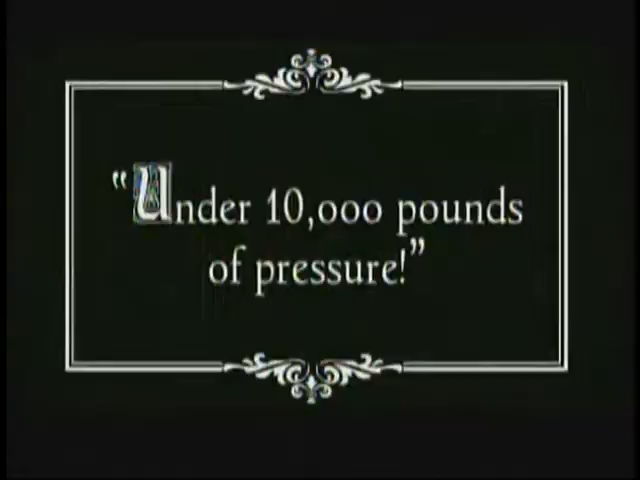 “Under 10,000 pounds
of pressure!”